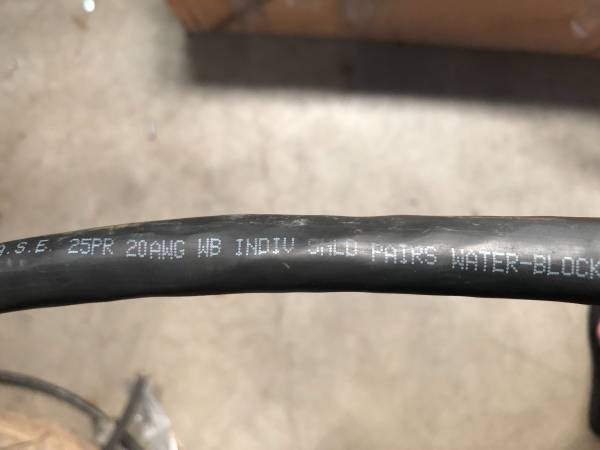 .S.E. 25PR 20AWG WB INDIV SHLD PAIRS WATER-BLOCK